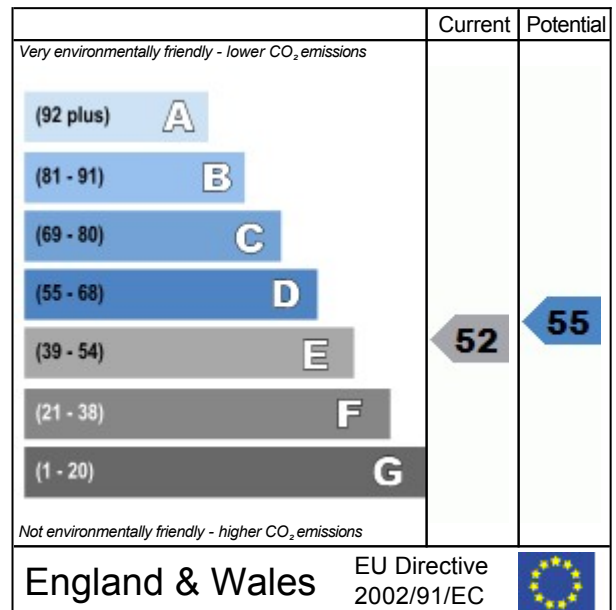 Current Potential
Very environmentally friendly - lower CO₂ emissions
(92 plus) A
(81 - 91) B
(69 - 80) C
(55 - 68) D
(39 - 54) E
52
55
(21 - 38) F
(1 - 20) G
Not environmentally friendly - higher CO₂ emissions
England & Wales
EU Directive
2002/91/EC